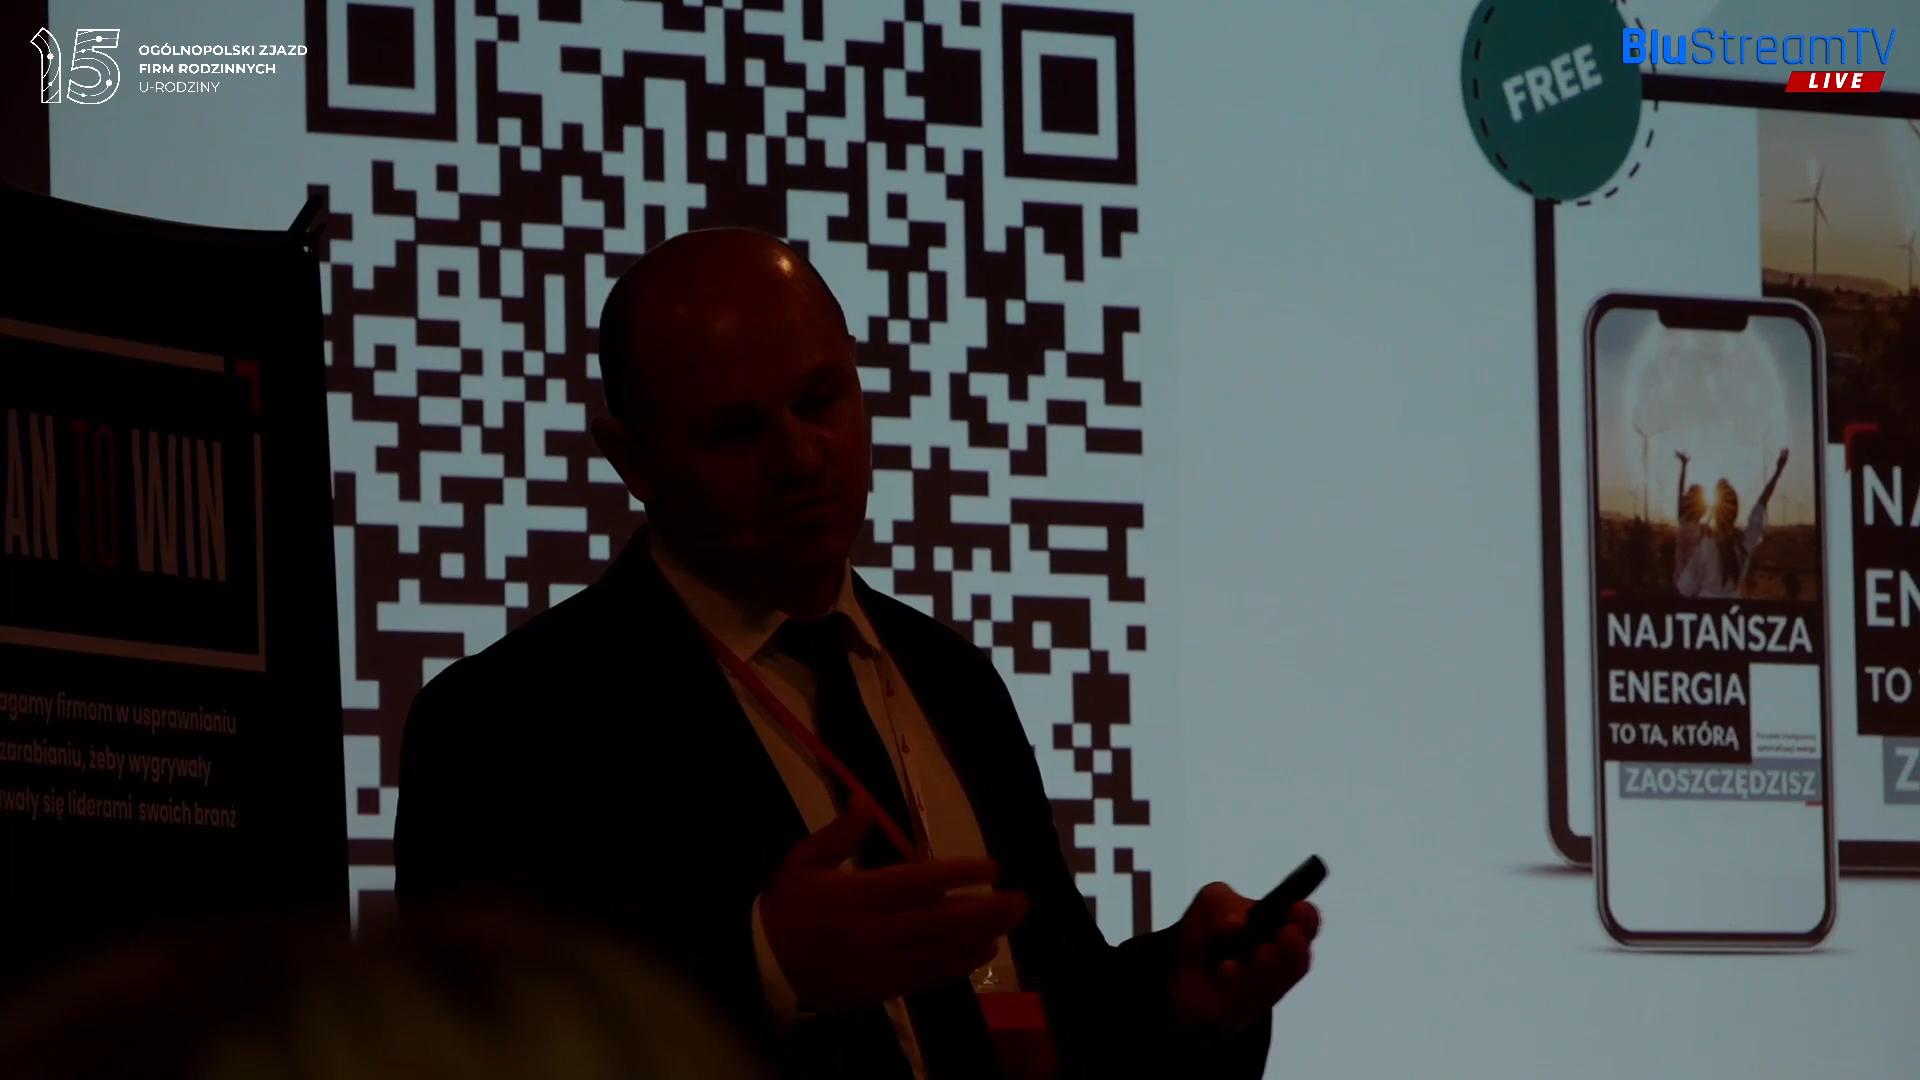 15
OGÓLNOPOLSKI ZJAZD
FIRM RODZINNYCH
U-RODZINY
BluStreamTV
LIVE
FREE
AN TO WIN
agamy firmom w usprawnianiu
zarabianiu, żeby wygrywały
wały się liderami swoich branż
NAJTAŃSZA
ENERGIA
TO TA, KTÓRĄ
ZAOSZCZĘDZISZ
NA
EN
TO
Z